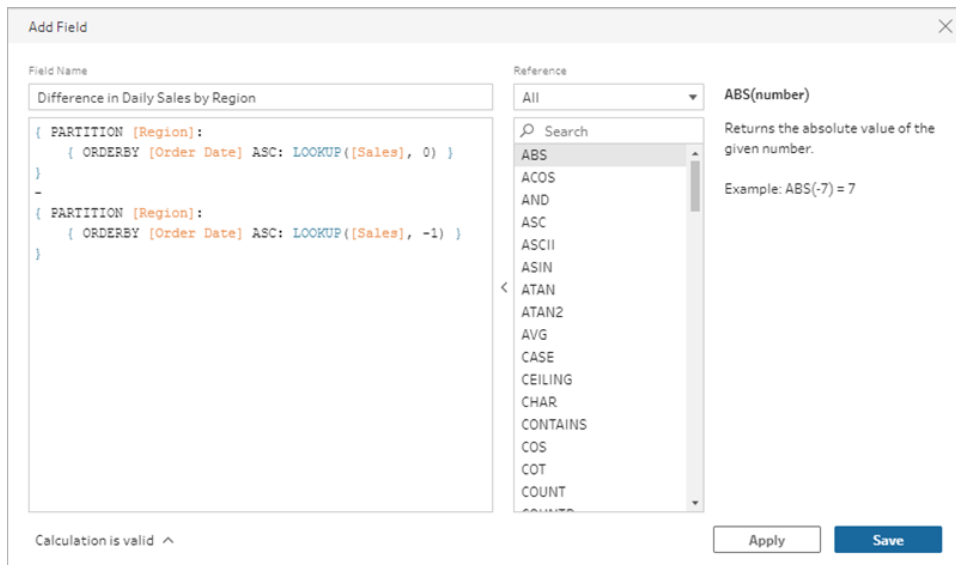 Add Field
Field Name
Difference in Daily Sales by Region
{ PARTITION [Region]:
{ ORDERBY [Order Date] ASC: LOOKUP([Sales], 0) }
}
-
{ PARTITION [Region]:
{ ORDERBY [Order Date] ASC: LOOKUP([Sales], -1) }
}
Reference
All
Search
ABS
ACOS
AND
ASC
ASCII
ASIN
ATAN
ATAN2
AVG
CASE
CEILING
CHAR
CONTAINS
COS
COT
COUNT
ABS(number)
Returns the absolute value of the
given number.
Example: ABS(-7) = 7
Calculation is valid
Apply
Save